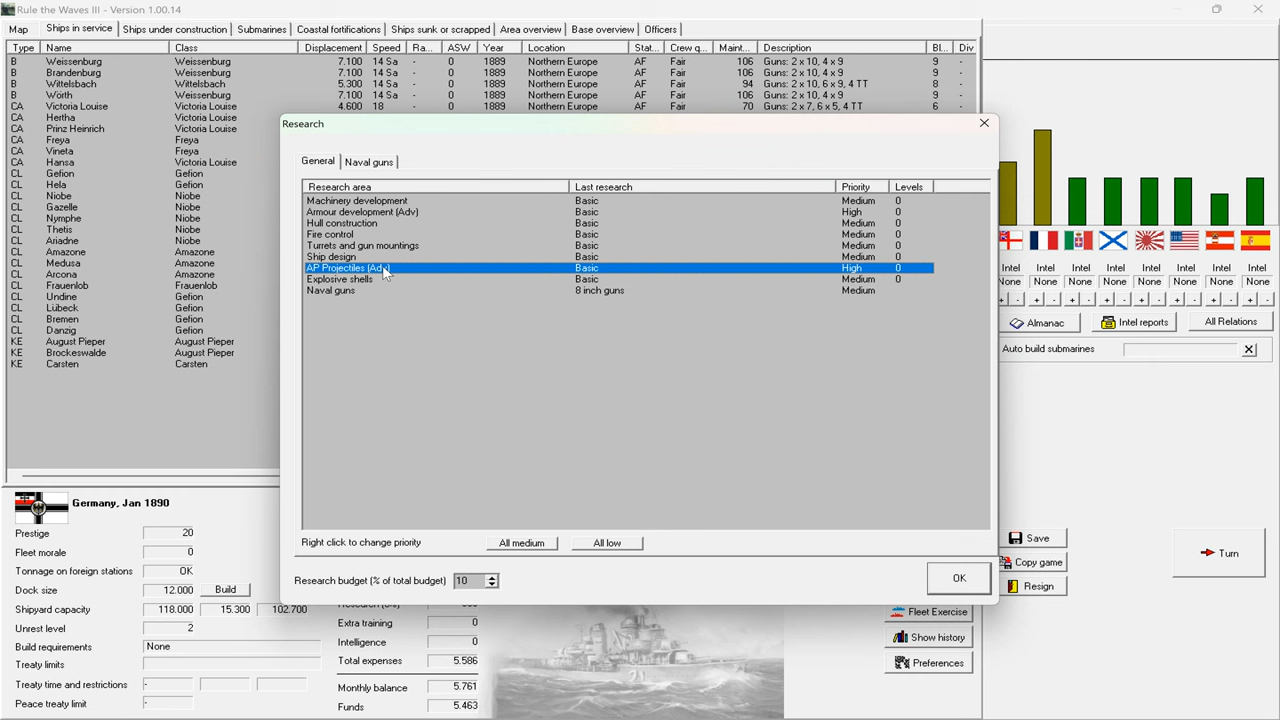 Rule the Waves III - Version 1.00.14
Map Ships in service Ships under construction Submarines Coastal fortifications Ships sunk or scrapped Area overview Base overview Officers
Type Name Class Displacement Speed Ra... ASW Year Location Stat... Crew q... Maint... Description Bl... Div
B Weissenburg Weissenburg 7.100 14 Sa - 0 1889 Northern Europe AF Fair 106 Guns: 2 x 10, 4 x 9 9 -
B Brandenburg Weissenburg 7.100 14 Sa - 0 1889 Northern Europe AF Fair 106 Guns: 2 x 10, 4 x 9 9 -
B Wittelsbach Wittelsbach 5.300 14 Sa - 0 1889 Northern Europe AF Fair 94 Guns: 2 x 10, 6 x 9, 4 TT 8 -
B Wörth Weissenburg 7.100 14 Sa - 0 1889 Northern Europe AF Fair 106 Guns: 2 x 10, 4 x 9 9 -
CA Victoria Louise Victoria Louise 4.600 18 - 0 1889 Northern Europe AF Fair 70 Guns: 2 x 7, 6 x 5, 4 TT 6 -
CA Hertha Victoria Louise
CA Prinz Heinrich Victoria Louise
CA Freya Freya
CA Vineta Freya
CA Hansa Victoria Louise
CL Gefion Gefion
CL Hela Gefion
CL Niobe Niobe
CL Gazelle Niobe
CL Nymphe Niobe
CL Thetis Niobe
CL Ariadne Niobe
CL Amazone Amazone
CL Medusa Amazone
CL Arcona Amazone
CL Frauenlob Frauenlob
CL Undine Gefion
CL Lübeck Gefion
CL Bremen Gefion
CL Danzig Gefion
KE August Pieper August Pieper
KE Brockeswalde August Pieper
KE Carsten Carsten
Research
General Naval guns
Research area Last research Priority Levels
Machinery development Basic Medium 0
Armour development (Adv) Basic High 0
Hull construction Basic Medium 0
Fire control Basic Medium 0
Turrets and gun mountings Basic Medium 0
Ship design Basic Medium 0
AP Projectiles (Adv) Basic High 0
Explosive shells Basic Medium 0
Naval guns 8 inch guns Medium
Right click to change priority All medium All low
Research budget (% of total budget) 10 OK
Intel Intel Intel Intel Intel Intel Intel Intel
None None None None None None None None
+ - + - + - + - + - + - + -
Almanac Intel reports All Relations
Auto build submarines
Save
Copy game
Resign
Turn
Germany, Jan 1890
Prestige 20
Fleet morale 0
Tonnage on foreign stations OK
Dock size 12.000 Build
Shipyard capacity 118.000 15.300 102.700
Unrest level 2
Build requirements None
Treaty limits
Treaty time and restrictions -
Peace treaty limit -
Extra training 0
Intelligence 0
Total expenses 5.586
Monthly balance 5.761
Funds 5.463
Fleet Exercise
Show history
Preferences